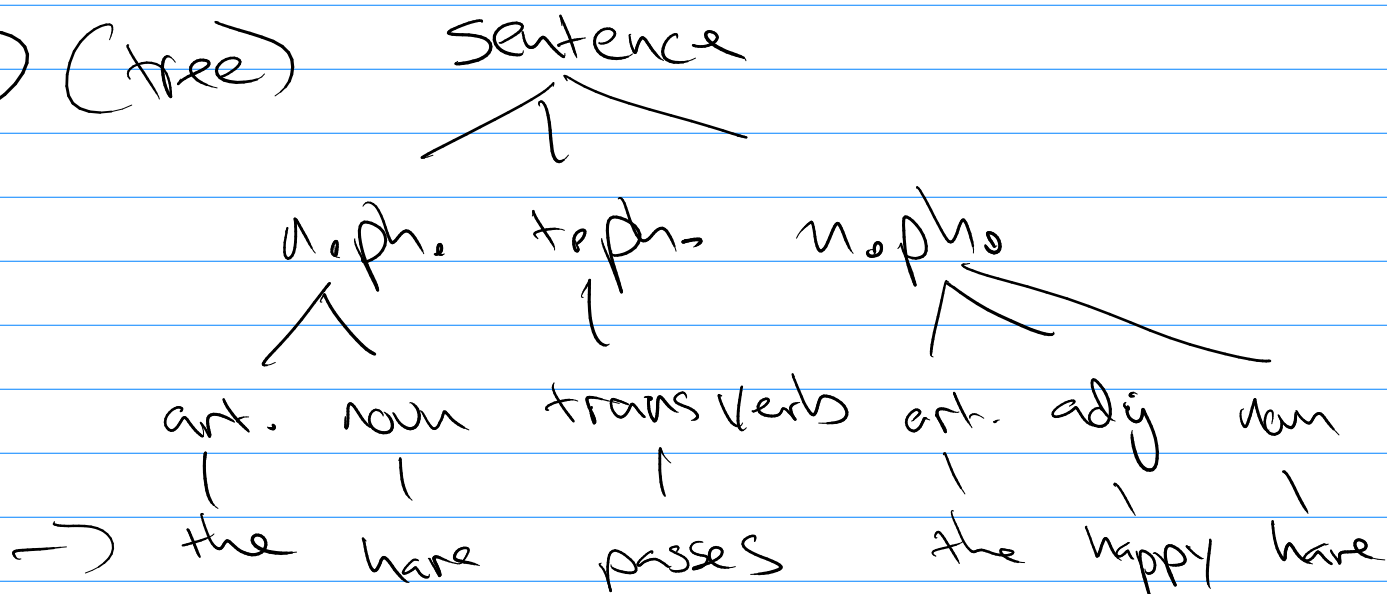 ) (tree) sentence
n.ph. t.ph. n.ph.
art. noun trans verb art. adj noun
→ the hare passes the happy hare